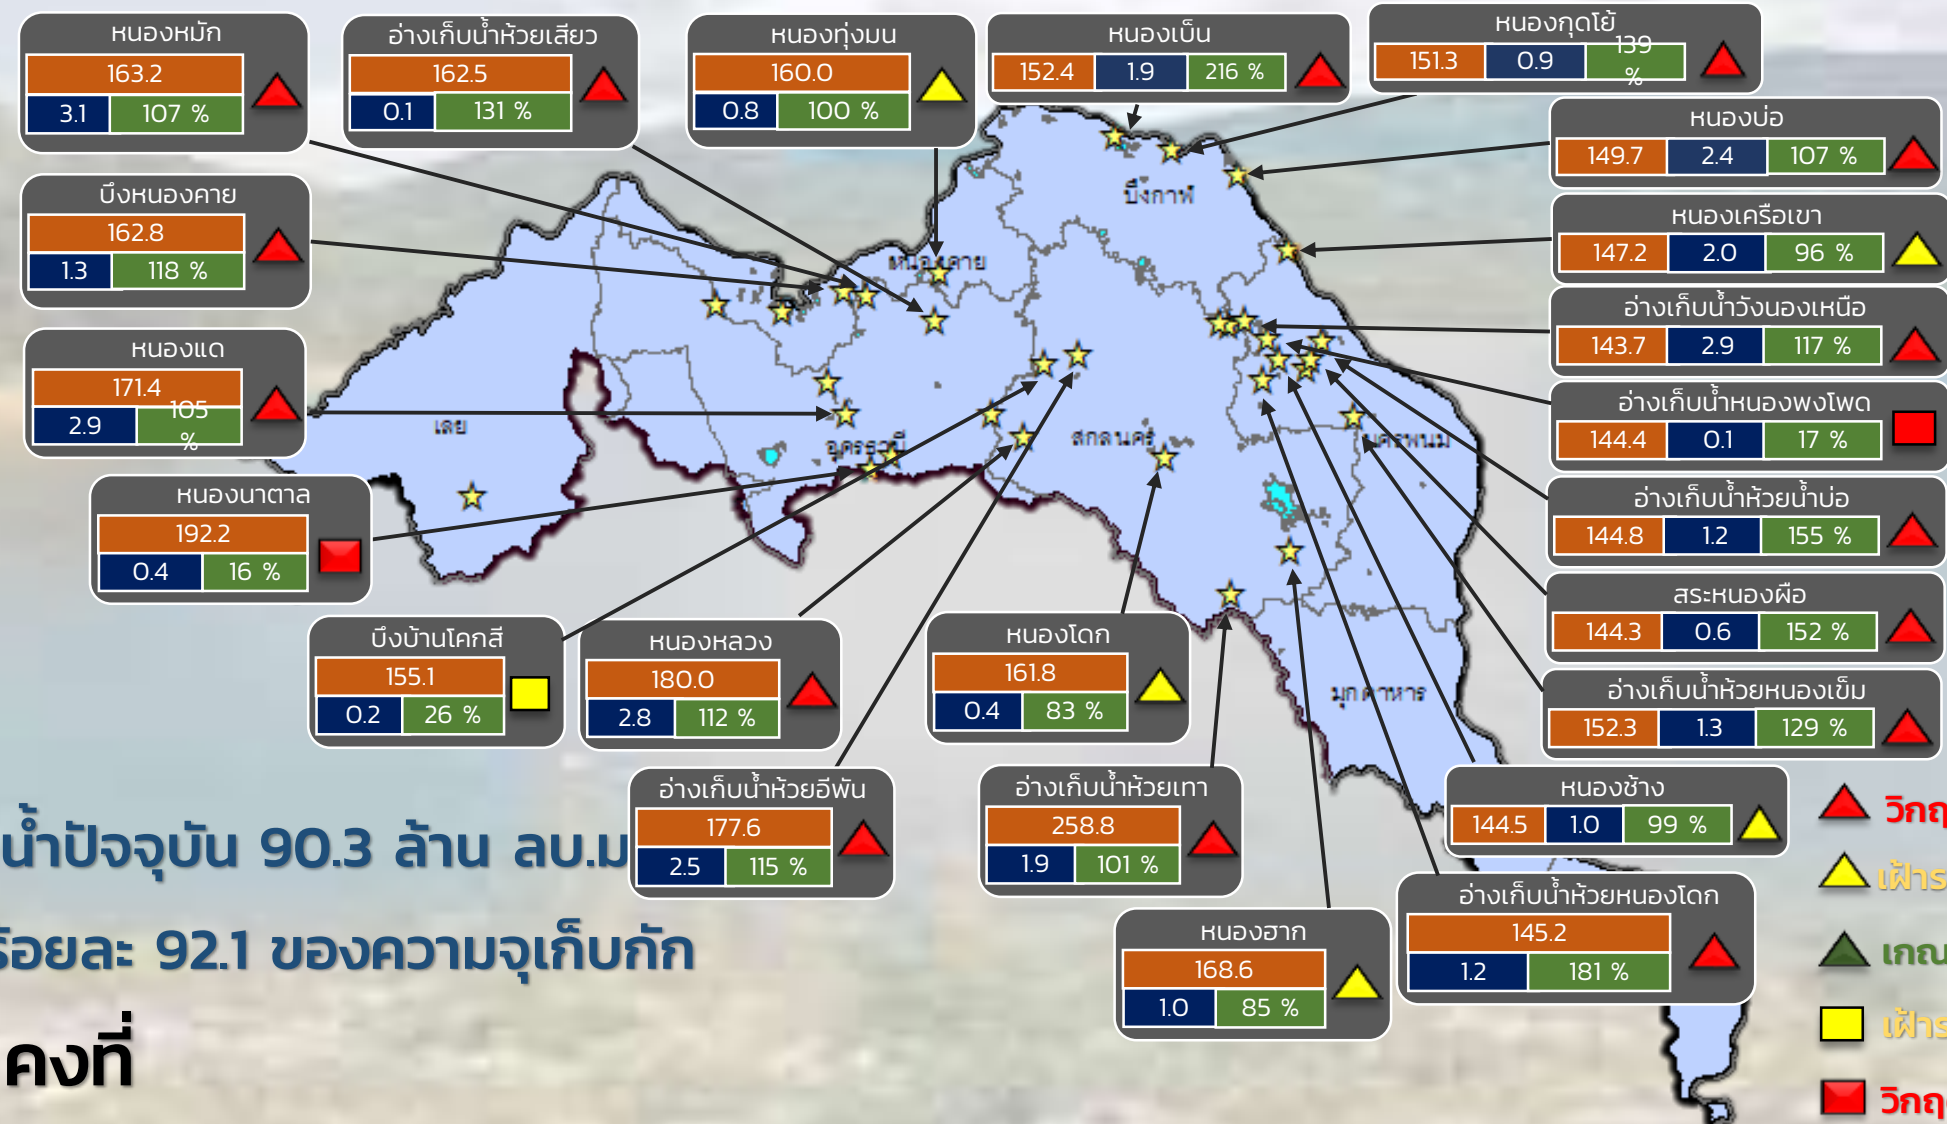 หนองหมัก
163.2
3.1 107 %
อ่างเก็บน้ำห้วยเสียว
162.5
0.1 131 %
หนองทุ่งมน
160.0
0.8 100 %
หนองเบ็น
152.4 1.9 216 %
หนองกุดโย้
151.3 0.9 139 %
หนองบ่อ
149.7 2.4 107 %
บึงหนองคาย
162.8
1.3 118 %
หนองเครือเขา
147.2 2.0 96 %
อ่างเก็บน้ำวังนองเหนือ
143.7 2.9 117 %
หนองแด
171.4
2.9 105 %
อ่างเก็บน้ำหนองพงโพด
144.4 0.1 17 %
หนองนาตาล
192.2
0.4 16 %
อ่างเก็บน้ำห้วยน้ำบ่อ
144.8 1.2 155 %
สระหนองผือ
144.3 0.6 152 %
บึงบ้านโคกสี
155.1
0.2 26 %
หนองหลวง
180.0
2.8 112 %
หนองโดก
161.8
0.4 83 %
อ่างเก็บน้ำห้วยหนองเข็ม
152.3 1.3 129 %
อ่างเก็บน้ำห้วยอีพัน
177.6
2.5 115 %
อ่างเก็บน้ำห้วยเทา
258.8
1.9 101 %
หนองช้าง
144.5 1.0 99 %
หนองฮาก
168.6
1.0 85 %
อ่างเก็บน้ำห้วยหนองโดก
145.2
1.2 181 %
บึงกาฬ
หนองคาย
เลย
อุดรธานี
สกลนคร
นครพนม
มุกดาหาร
น้ำปัจจุบัน 90.3 ล้าน ลบ.ม
ร้อยละ 92.1 ของความจุเก็บกัก
คงที่
วิกฤ
เฝ้าร
เกณ
เฝ้าร
วิกฤ